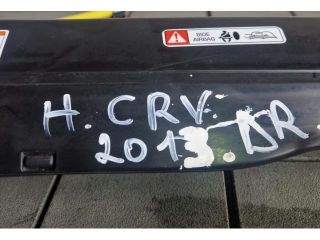 SIDE
AIRBAG
H. CRV.
2013 DR